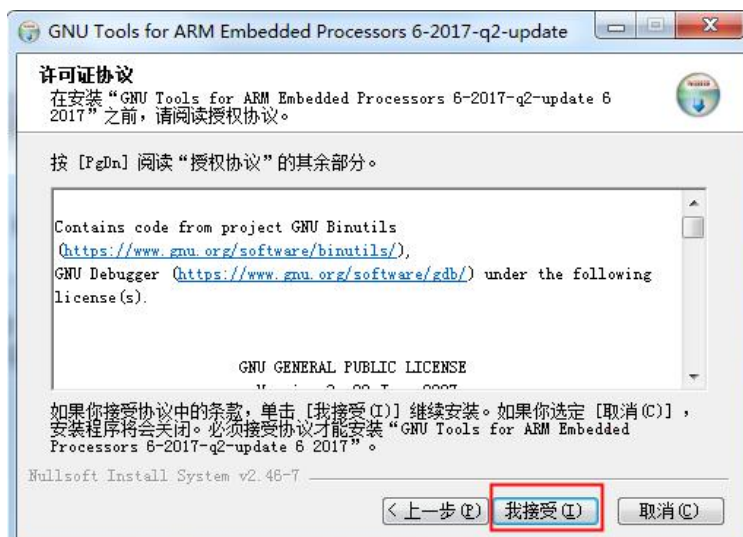 GNU Tools for ARM Embedded Processors 6-2017-q2-update
许可证协议
在安装“GNU Tools for ARM Embedded Processors 6-2017-q2-update 6
2017”之前，请阅读授权协议。
按 [PgDn] 阅读“授权协议”的其余部分。
Contains code from project GNU Binutils
(https://www.gnu.org/software/binutils/),
GNU Debugger (https://www.gnu.org/software/gdb/) under the following
license(s).
GNU GENERAL PUBLIC LICENSE
如果你接受协议中的条款，单击 [我接受(I)] 继续安装。如果你选定 [取消(C)] ，
安装程序将会关闭。必须接受协议才能安装“GNU Tools for ARM Embedded
Processors 6-2017-q2-update 6 2017”。
Nullsoft Install System v2.46-7
< 上一步(P) 我接受(I) 取消(C)